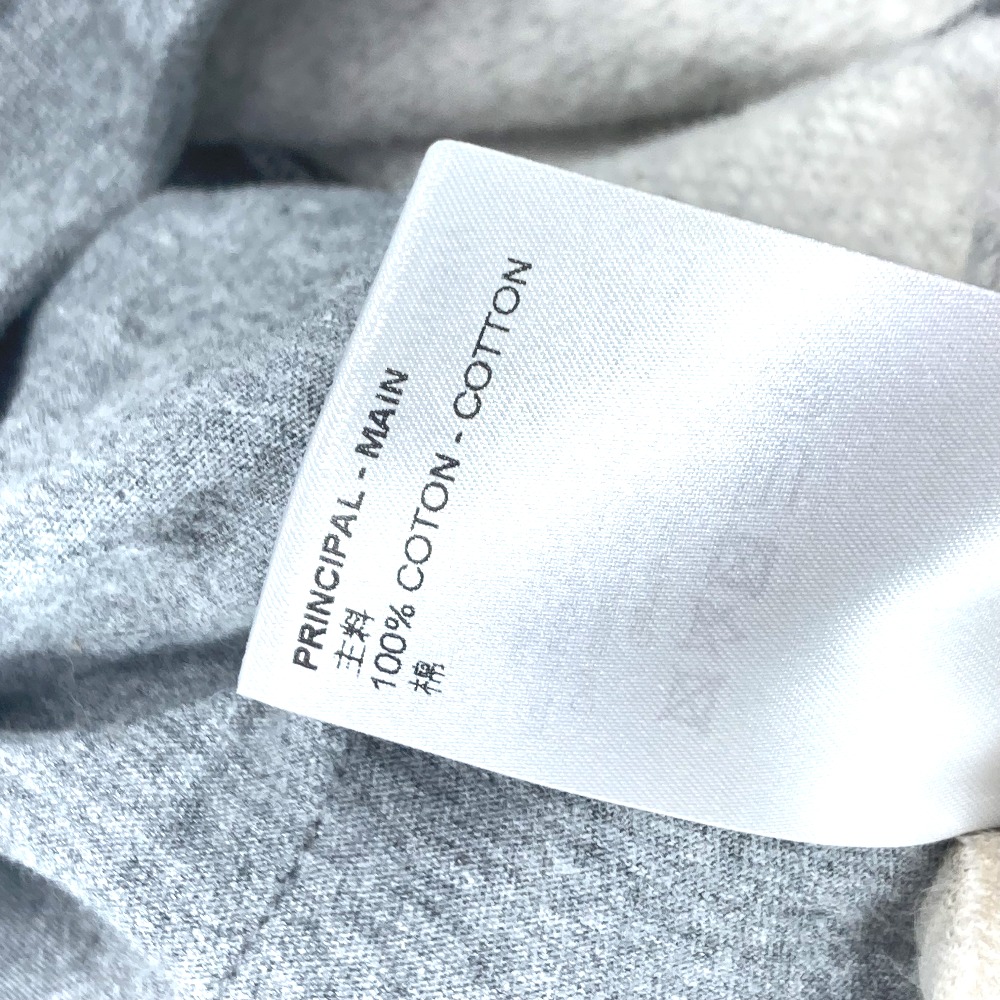 PRINCIPAL - MAIN
主料
100% COTON - COTTON
棉